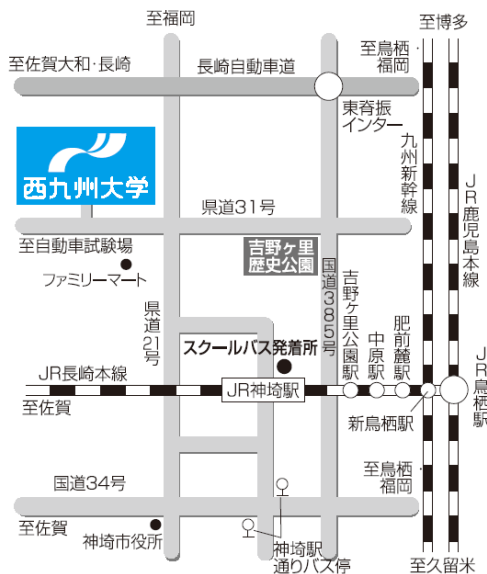 至福岡
至博多
至佐賀大和・長崎
長崎自動車道
至鳥栖・
福岡
東脊振
インター
九州新幹線
JR鹿児島本線
西九州大学
県道31号
至自動車試験場
ファミリーマート
吉野ヶ里
歴史公園
国道385号
県道21号
吉野ヶ里
公園駅
中原駅
肥前麓駅
スクールバス発着所
JR長崎本線
JR神埼駅
至佐賀
新鳥栖駅
JR鳥栖駅
国道34号
至鳥栖・
福岡
至佐賀
神埼市役所
神埼駅
通りバス停
至久留米